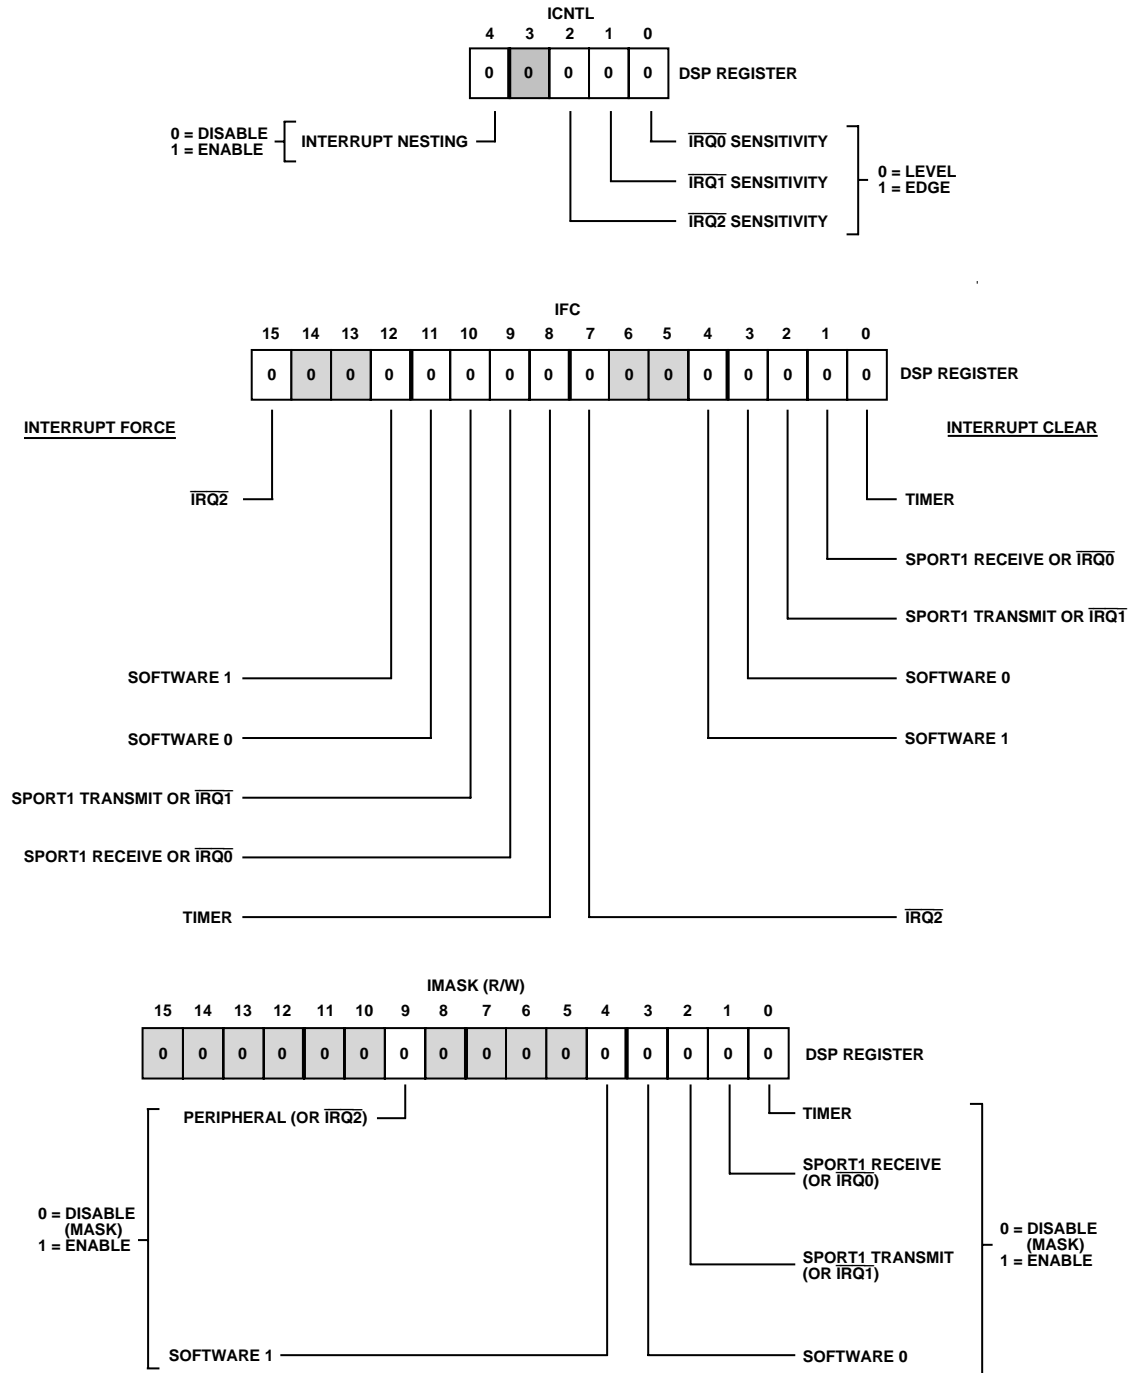 ICNTL
4 3 2 1 0
0 0 0 0 0 DSP REGISTER
0 = DISABLE
1 = ENABLE
INTERRUPT NESTING
IRQ0 SENSITIVITY
IRQ1 SENSITIVITY
IRQ2 SENSITIVITY
0 = LEVEL
1 = EDGE
IFC
15 14 13 12 11 10 9 8 7 6 5 4 3 2 1 0
0 0 0 0 0 0 0 0 0 0 0 0 0 0 0 0 DSP REGISTER
INTERRUPT FORCE
INTERRUPT CLEAR
IRQ2
TIMER
SPORT1 RECEIVE OR IRQ0
SPORT1 TRANSMIT OR IRQ1
SOFTWARE 1
SOFTWARE 0
SOFTWARE 0
SOFTWARE 1
SPORT1 TRANSMIT OR IRQ1
SPORT1 RECEIVE OR IRQ0
TIMER
IRQ2
IMASK (R/W)
15 14 13 12 11 10 9 8 7 6 5 4 3 2 1 0
0 0 0 0 0 0 0 0 0 0 0 0 0 0 0 0 DSP REGISTER
PERIPHERAL (OR IRQ2)
TIMER
SPORT1 RECEIVE
(OR IRQ0)
0 = DISABLE
(MASK)
1 = ENABLE
0 = DISABLE
(MASK)
1 = ENABLE
SPORT1 TRANSMIT
(OR IRQ1)
SOFTWARE 1
SOFTWARE 0